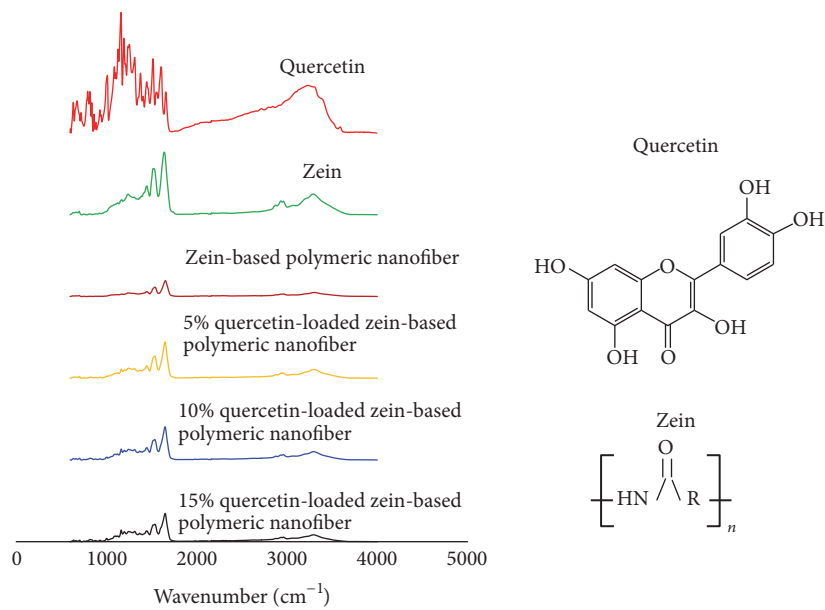 Quercetin
Zein
Zein-based polymeric nanofiber
5% quercetin-loaded zein-based
polymeric nanofiber
10% quercetin-loaded zein-based
polymeric nanofiber
15% quercetin-loaded zein-based
polymeric nanofiber
0 1000 2000 3000 4000 5000
Wavenumber (cm⁻¹)
Quercetin
OH
OH
HO
O
OH
OH
O
Zein
O
HN R
n